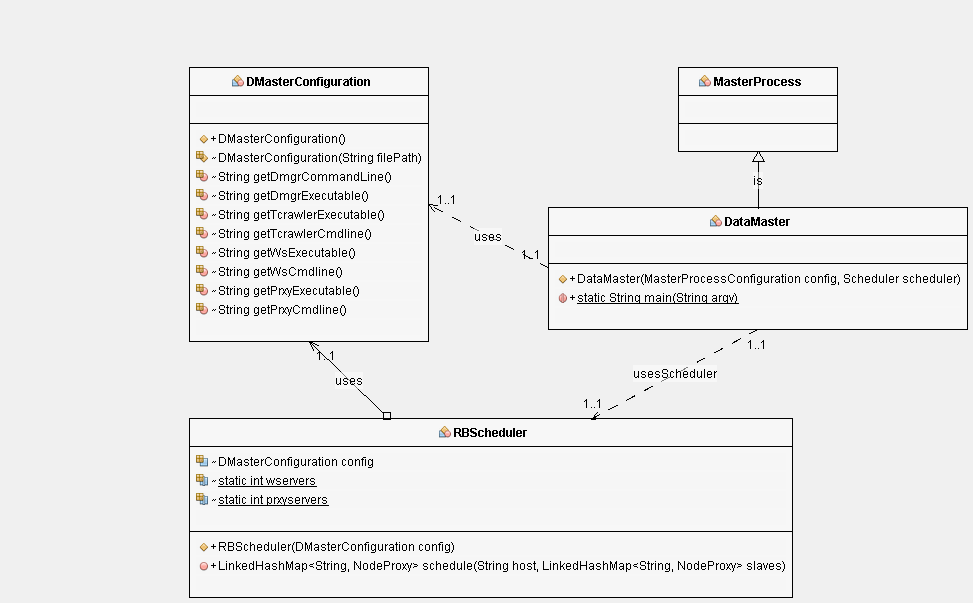 DMasterConfiguration
+DMasterConfiguration()
~DMasterConfiguration(String filePath)
~String getDmgrCommandLine()
~String getDmgrExecutable()
~String getTcrawlerExecutable()
~String getTcrawlerCmdline()
~String getWsExecutable()
~String getWsCmdline()
~String getPrxyExecutable()
~String getPrxyCmdline()
MasterProcess
is
DataMaster
+DataMaster(MasterProcessConfiguration config, Scheduler scheduler)
+static String main(String argv)
1..1
uses
1..1
1..1
uses
1..1
usesScheduler
1..1
RBScheduler
~DMasterConfiguration config
~static int wservers
~static int prxyservers
+RBScheduler(DMasterConfiguration config)
+LinkedHashMap<String, NodeProxy> schedule(String host, LinkedHashMap<String, NodeProxy> slaves)